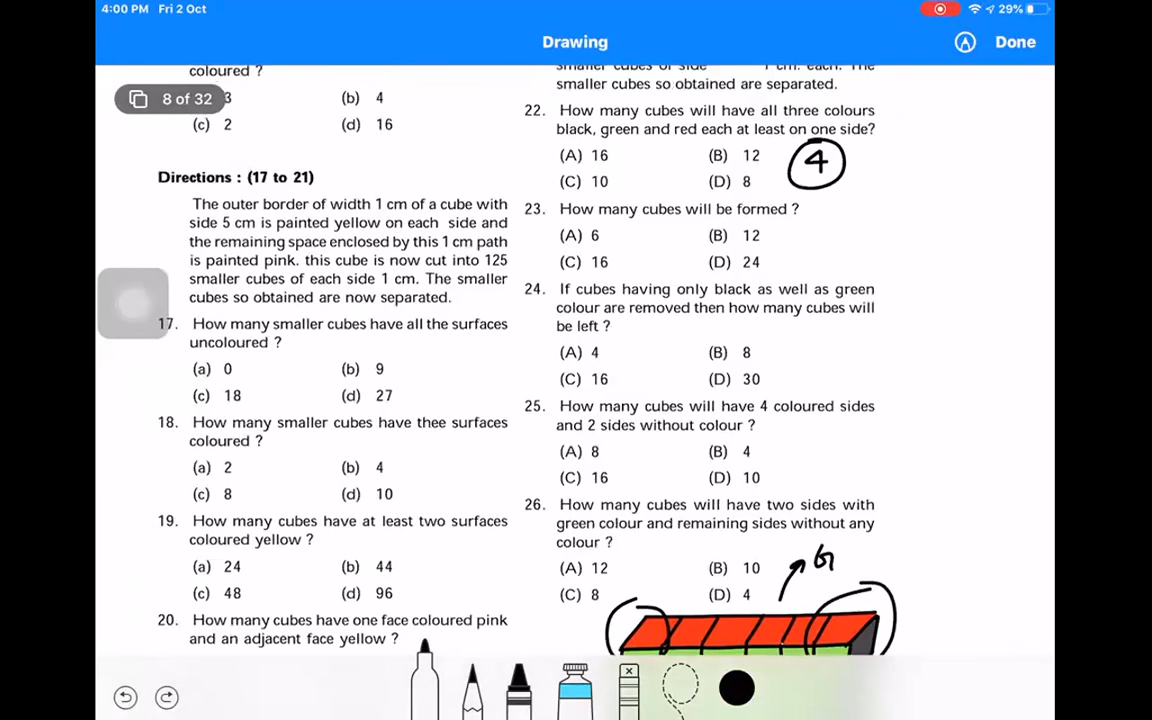 4:00 PM Fri 2 Oct
29%
Drawing
Done
8 of 32
coloured ?
3
(b) 4
(c) 2
(d) 16
Directions : (17 to 21)
The outer border of width 1 cm of a cube with
side 5 cm is painted yellow on each side and
the remaining space enclosed by this 1 cm path
is painted pink. this cube is now cut into 125
smaller cubes of each side 1 cm. The smaller
cubes so obtained are now separated.
17. How many smaller cubes have all the surfaces
uncoloured ?
(a) 0
(b) 9
(c) 18
(d) 27
18. How many smaller cubes have thee surfaces
coloured ?
(a) 2
(b) 4
(c) 8
(d) 10
19. How many cubes have at least two surfaces
coloured yellow ?
(a) 24
(b) 44
(c) 48
(d) 96
20. How many cubes have one face coloured pink
and an adjacent face yellow ?
smaller cubes of side 1 cm. each. The
smaller cubes so obtained are separated.
22. How many cubes will have all three colours
black, green and red each at least on one side?
(A) 16
(B) 12
4
(C) 10
(D) 8
23. How many cubes will be formed ?
(A) 6
(B) 12
(C) 16
(D) 24
24. If cubes having only black as well as green
colour are removed then how many cubes will
be left ?
(A) 4
(B) 8
(C) 16
(D) 30
25. How many cubes will have 4 coloured sides
and 2 sides without colour ?
(A) 8
(B) 4
(C) 16
(D) 10
26. How many cubes will have two sides with
green colour and remaining sides without any
colour ?
(A) 12
(B) 10
(C) 8
(D) 4